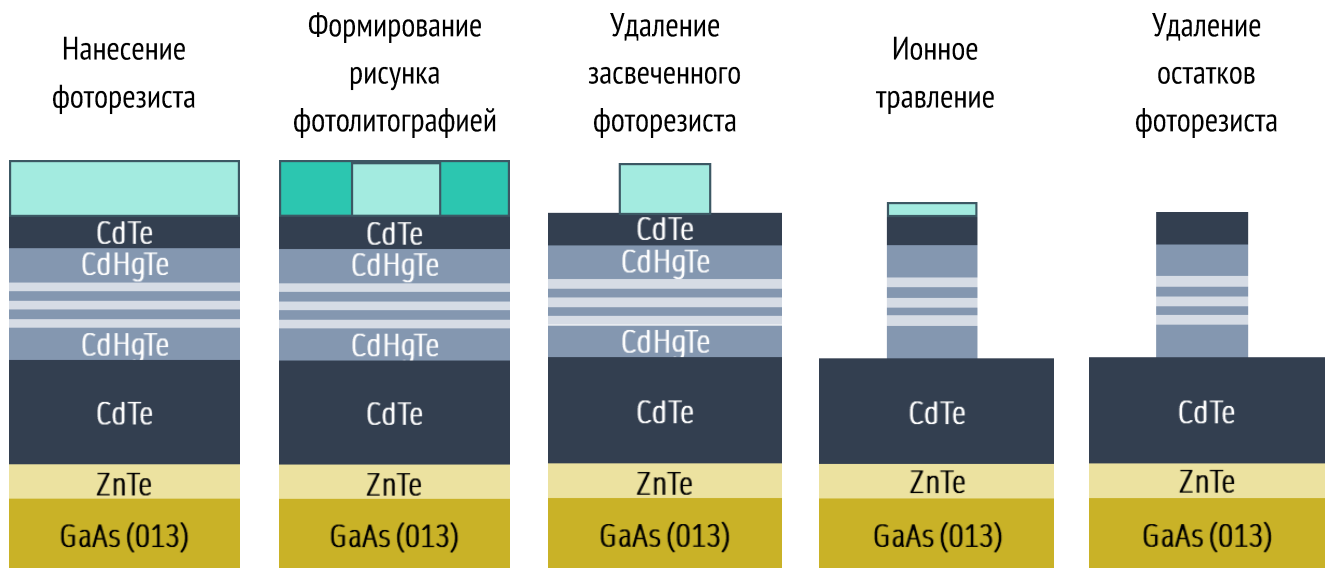 Нанесение
фоторезиста
Формирование
рисунка
фотолитографией
Удаление
засвеченного
фоторезиста
Ионное
травление
Удаление
остатков
фоторезиста
CdTe
CdHgTe
CdHgTe
CdTe
ZnTe
GaAs (013)
CdTe
CdHgTe
CdHgTe
CdTe
ZnTe
GaAs (013)
CdTe
CdHgTe
CdHgTe
CdTe
ZnTe
GaAs (013)
CdTe
ZnTe
GaAs (013)
CdTe
ZnTe
GaAs (013)